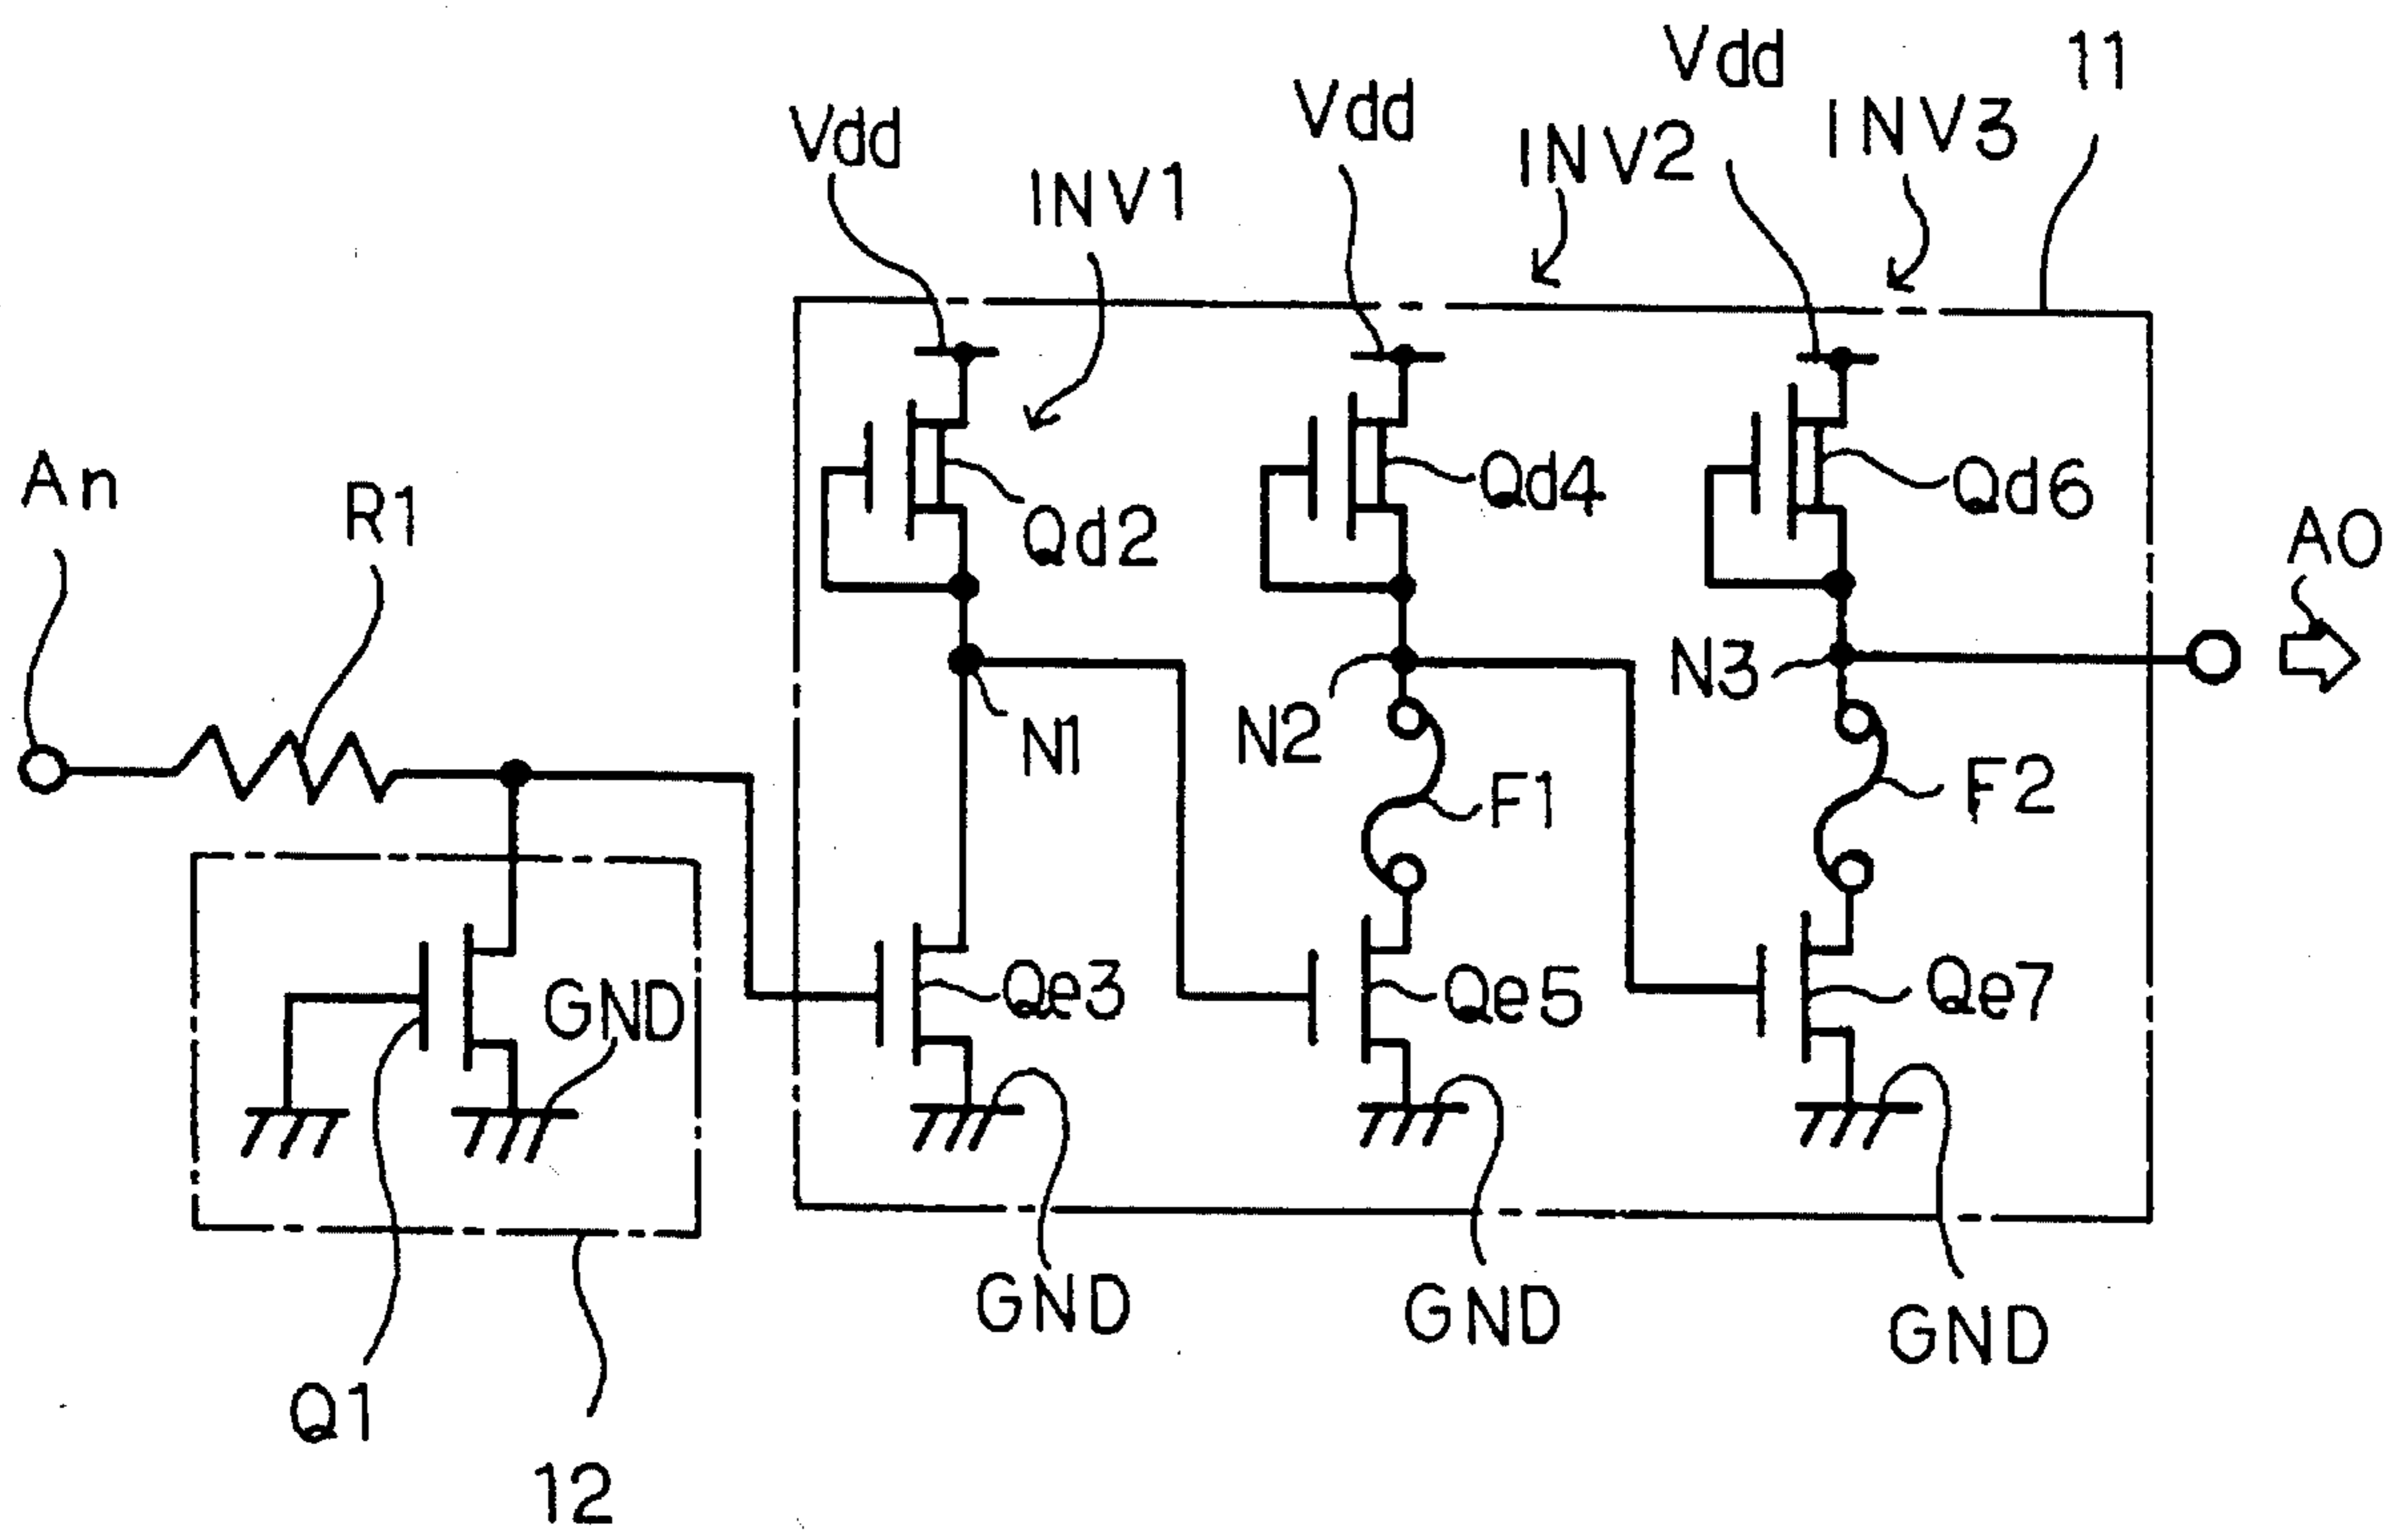 Vdd
INV1
Vdd
INV2
Vdd
INV3
11
An
R1
Qd2
Qd4
Qd6
AO
N1
N2
N3
F1
F2
GND
Qe3
Qe5
Qe7
GND
GND
GND
Q1
12